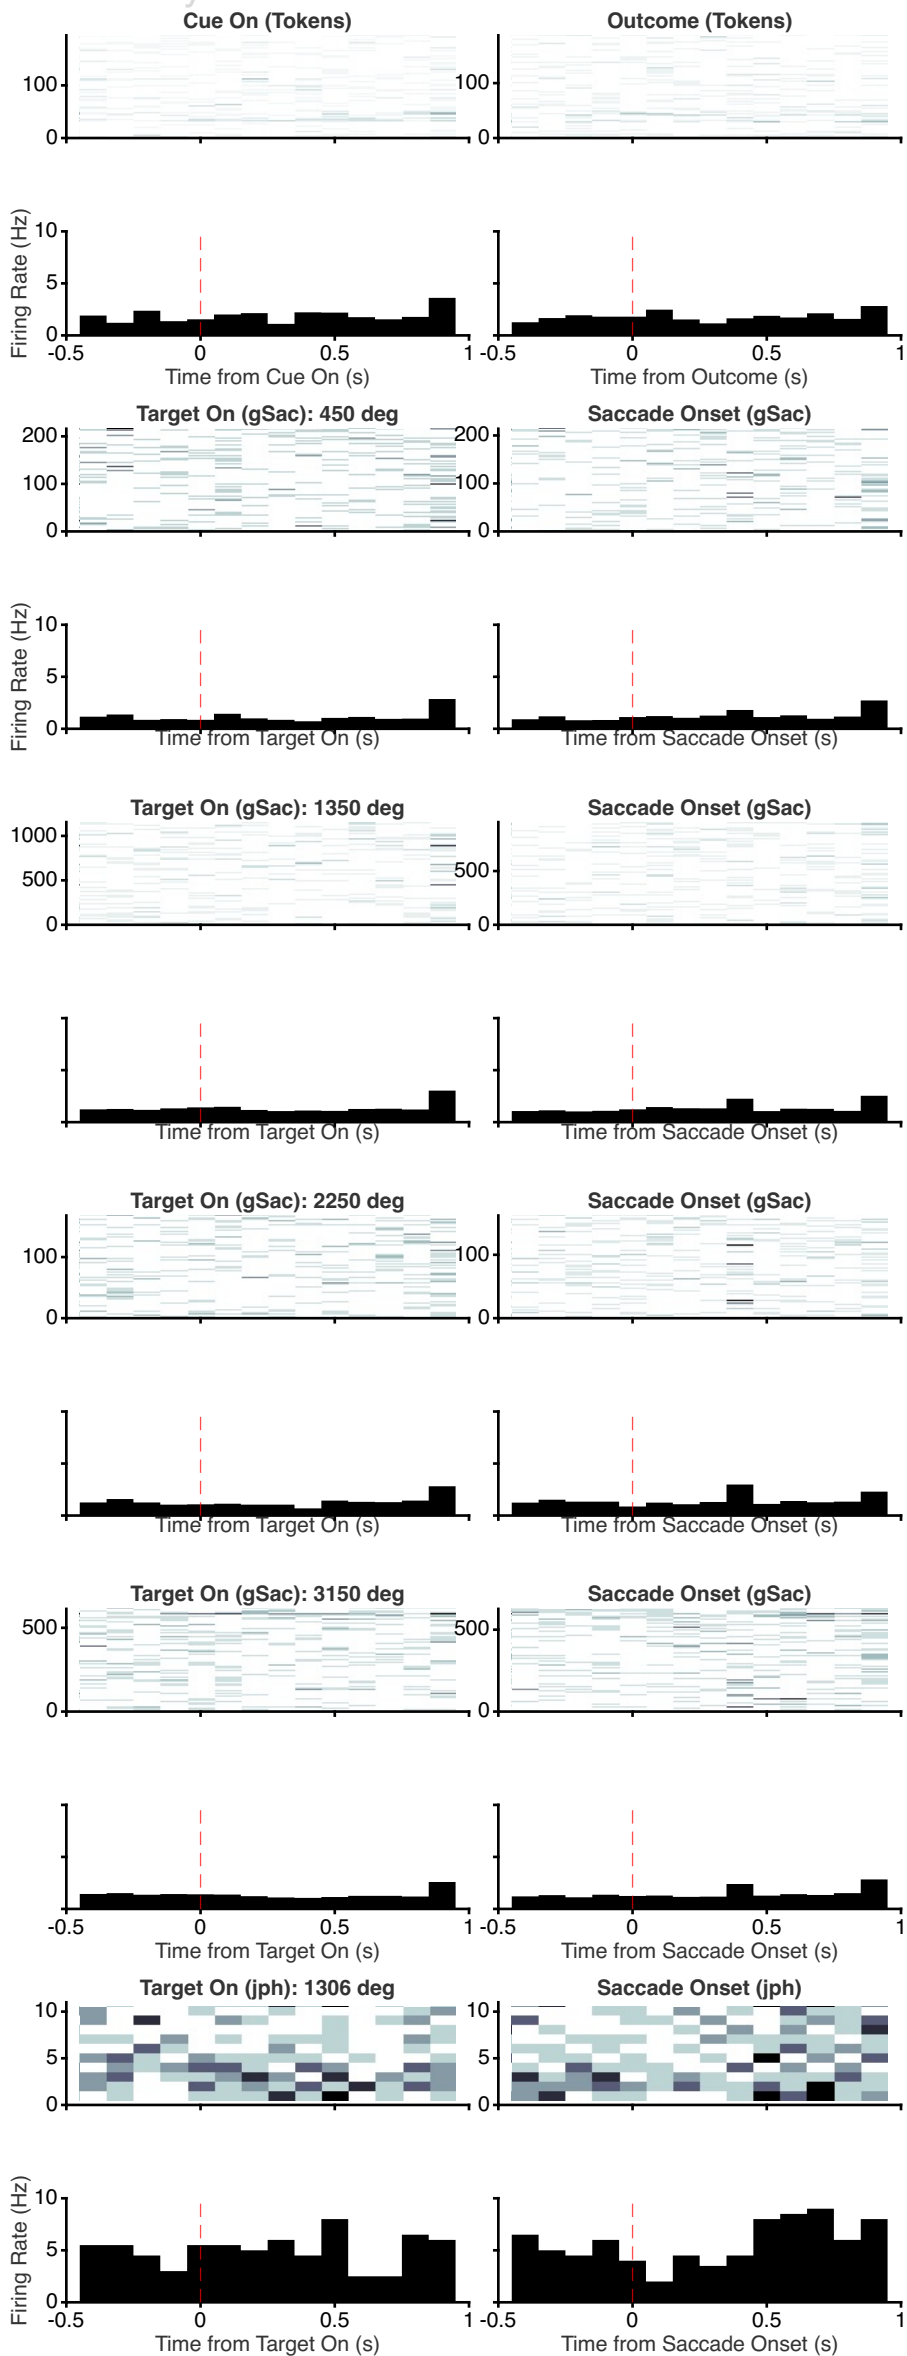 Cue On (Tokens) Outcome (Tokens)
100 100
0 0
Firing Rate (Hz)
10
5
0
-0.5 0 0.5 1 -0.5 0 0.5 1
Time from Cue On (s) Time from Outcome (s)
Target On (gSac): 450 deg Saccade Onset (gSac)
200 200
100 100
0 0
Firing Rate (Hz)
10
5
0
Time from Target On (s) Time from Saccade Onset (s)
Target On (gSac): 1350 deg Saccade Onset (gSac)
1000
500 500
0 0
Time from Target On (s) Time from Saccade Onset (s)
Target On (gSac): 2250 deg Saccade Onset (gSac)
100 100
0 0
Time from Target On (s) Time from Saccade Onset (s)
Target On (gSac): 3150 deg Saccade Onset (gSac)
500 500
0 0
-0.5 0 0.5 1 -0.5 0 0.5 1
Time from Target On (s) Time from Saccade Onset (s)
Target On (jph): 1306 deg Saccade Onset (jph)
10 10
5 5
0 0
Firing Rate (Hz)
10
5
0
-0.5 0 0.5 1 -0.5 0 0.5 1
Time from Target On (s) Time from Saccade Onset (s)